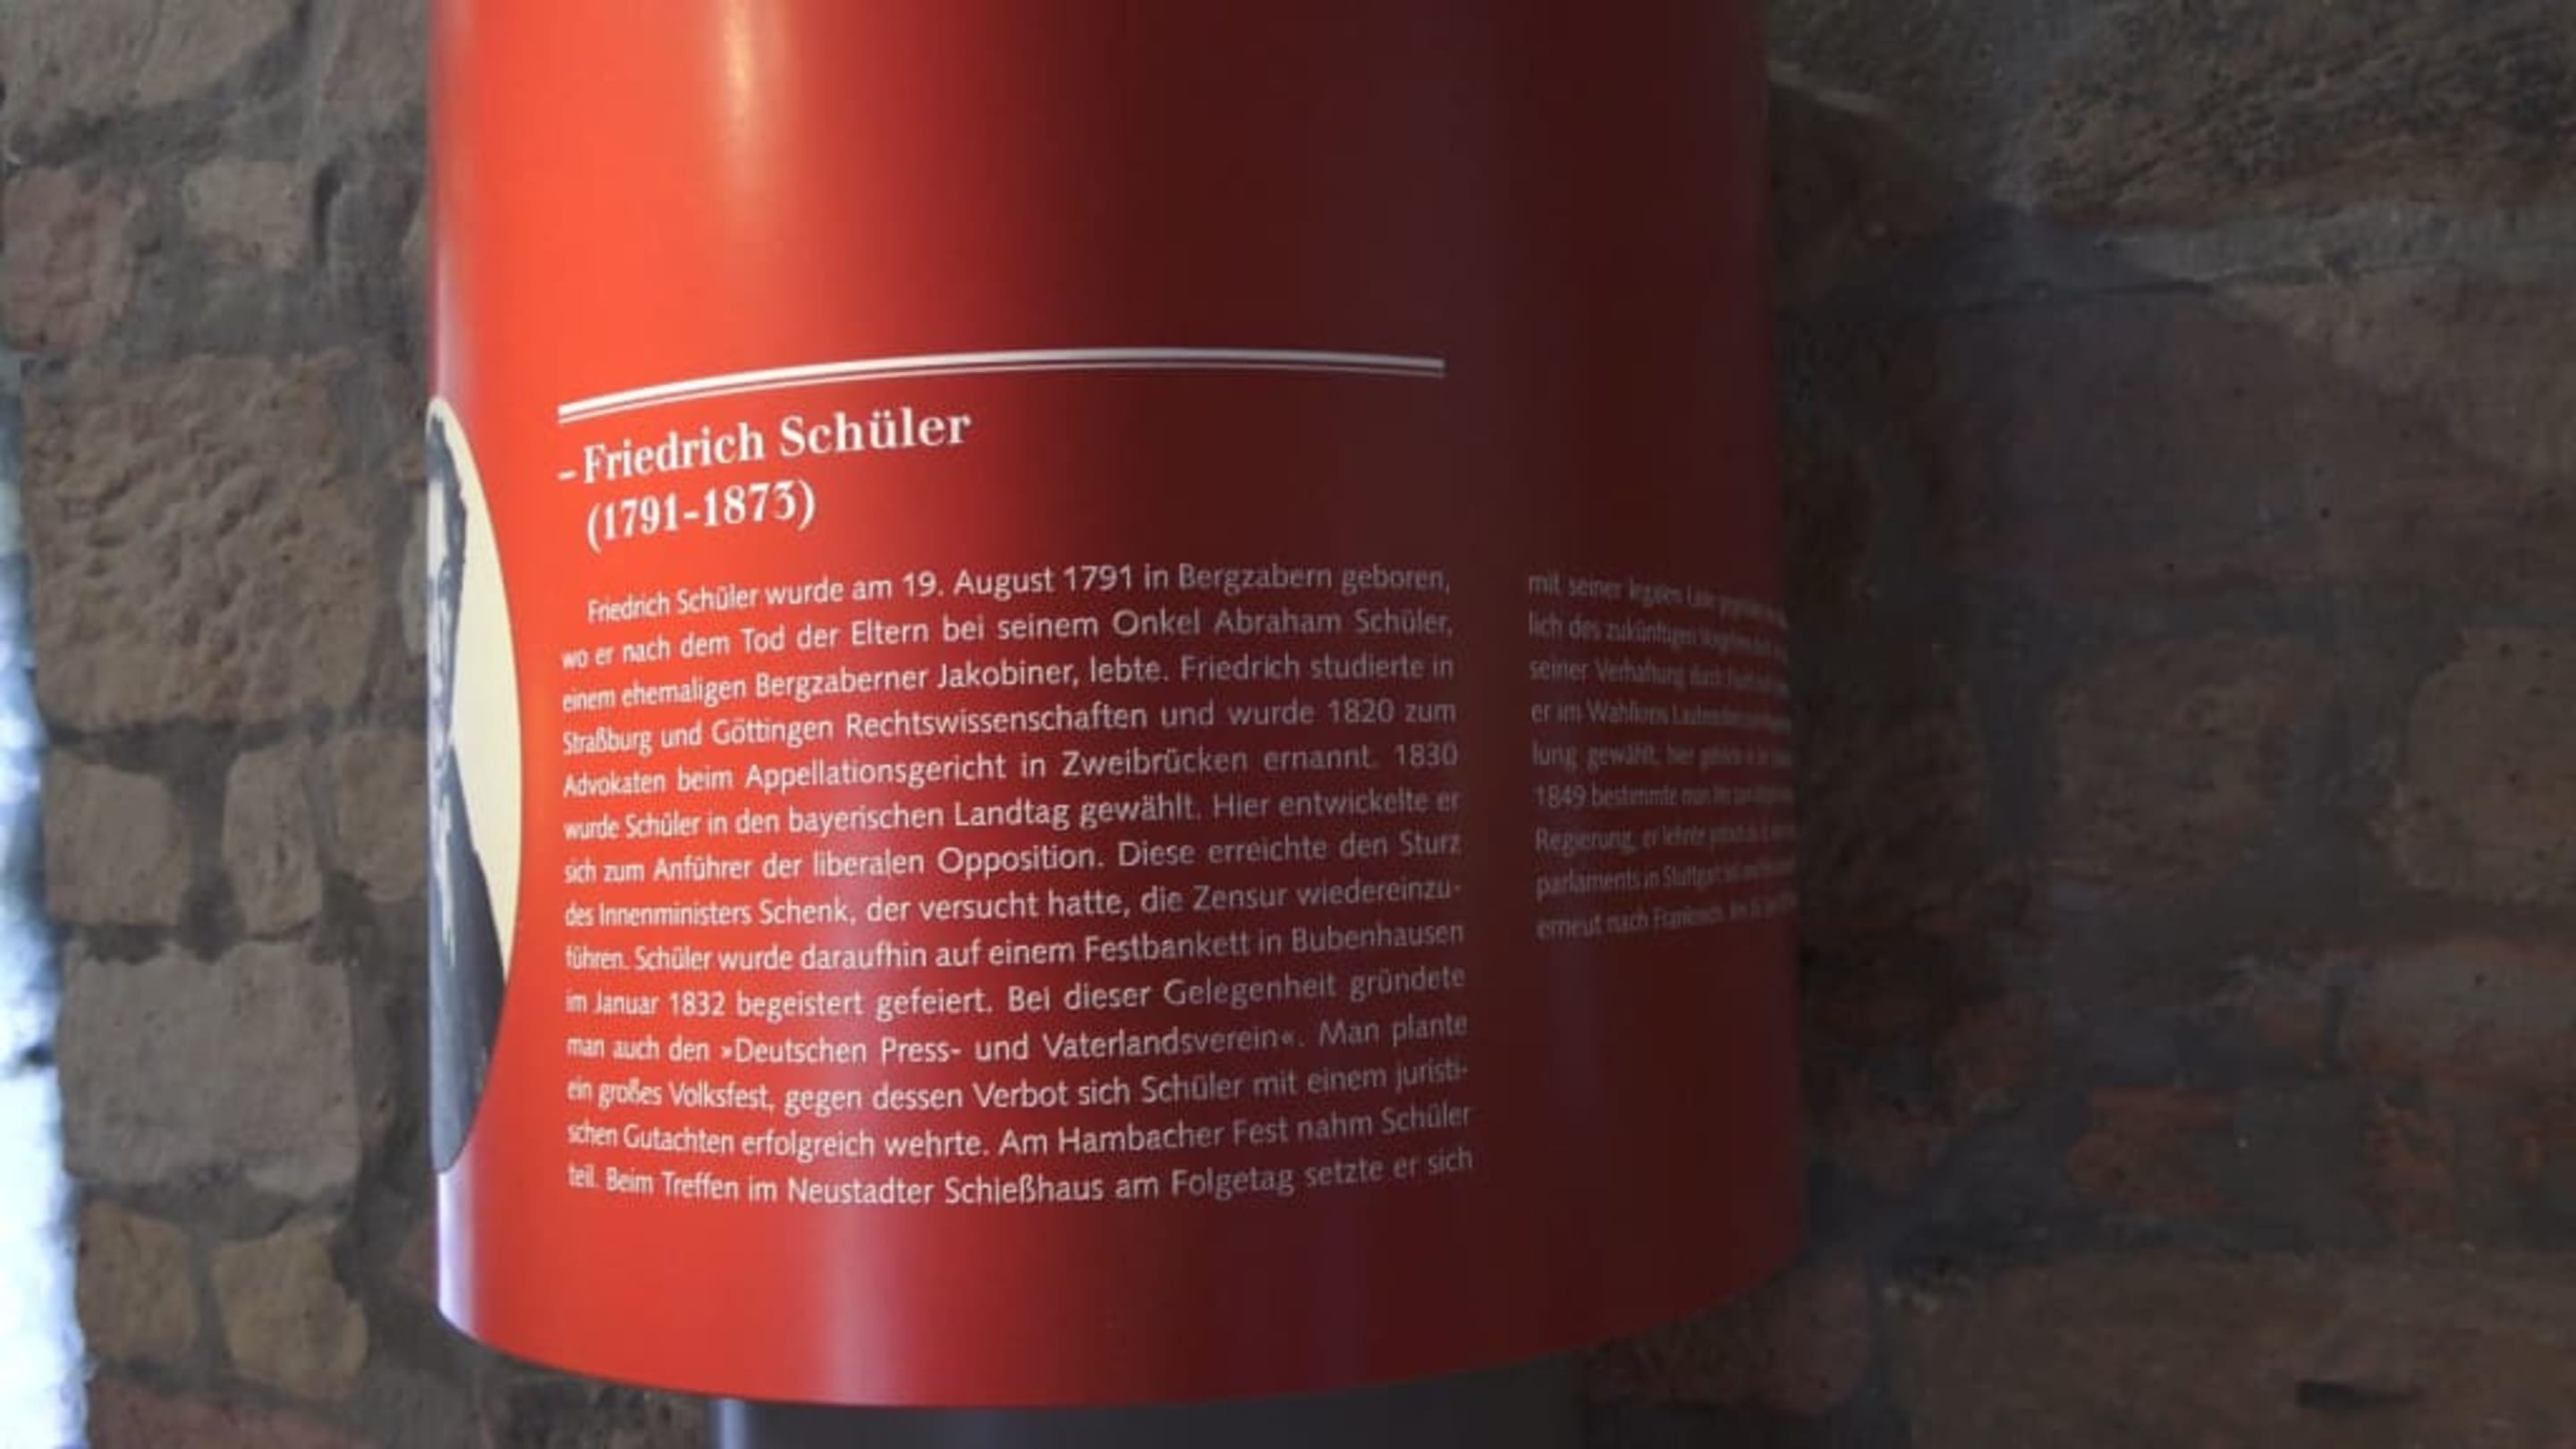 – Friedrich Schüler
(1791-1873)
Friedrich Schüler wurde am 19. August 1791 in Bergzabern geboren,
wo er nach dem Tod der Eltern bei seinem Onkel Abraham Schüler,
einem ehemaligen Bergzaberner Jakobiner, lebte. Friedrich studierte in
Straßburg und Göttingen Rechtswissenschaften und wurde 1820 zum
Advokaten beim Appellationsgericht in Zweibrücken ernannt. 1830
wurde Schüler in den bayerischen Landtag gewählt. Hier entwickelte er
sich zum Anführer der liberalen Opposition. Diese erreichte den Sturz
des Innenministers Schenk, der versucht hatte, die Zensur wiedereinzu-
führen. Schüler wurde daraufhin auf einem Festbankett in Bubenhausen
im Januar 1832 begeistert gefeiert. Bei dieser Gelegenheit gründete
man auch den »Deutschen Press- und Vaterlandsverein«. Man plante
ein großes Volksfest, gegen dessen Verbot sich Schüler mit einem juristi-
schen Gutachten erfolgreich wehrte. Am Hambacher Fest nahm Schüler
teil. Beim Treffen im Neustadter Schießhaus am Folgetag setzte er sich
mit seiner legalen
lich des zukünftigen
seiner Verhaftung durch
er im Wahlkreis
lung gewählt, hier
1849 bestimmte man
Regierung, er kehrte
parlaments in Stuttgart
erneut nach Frankreich.